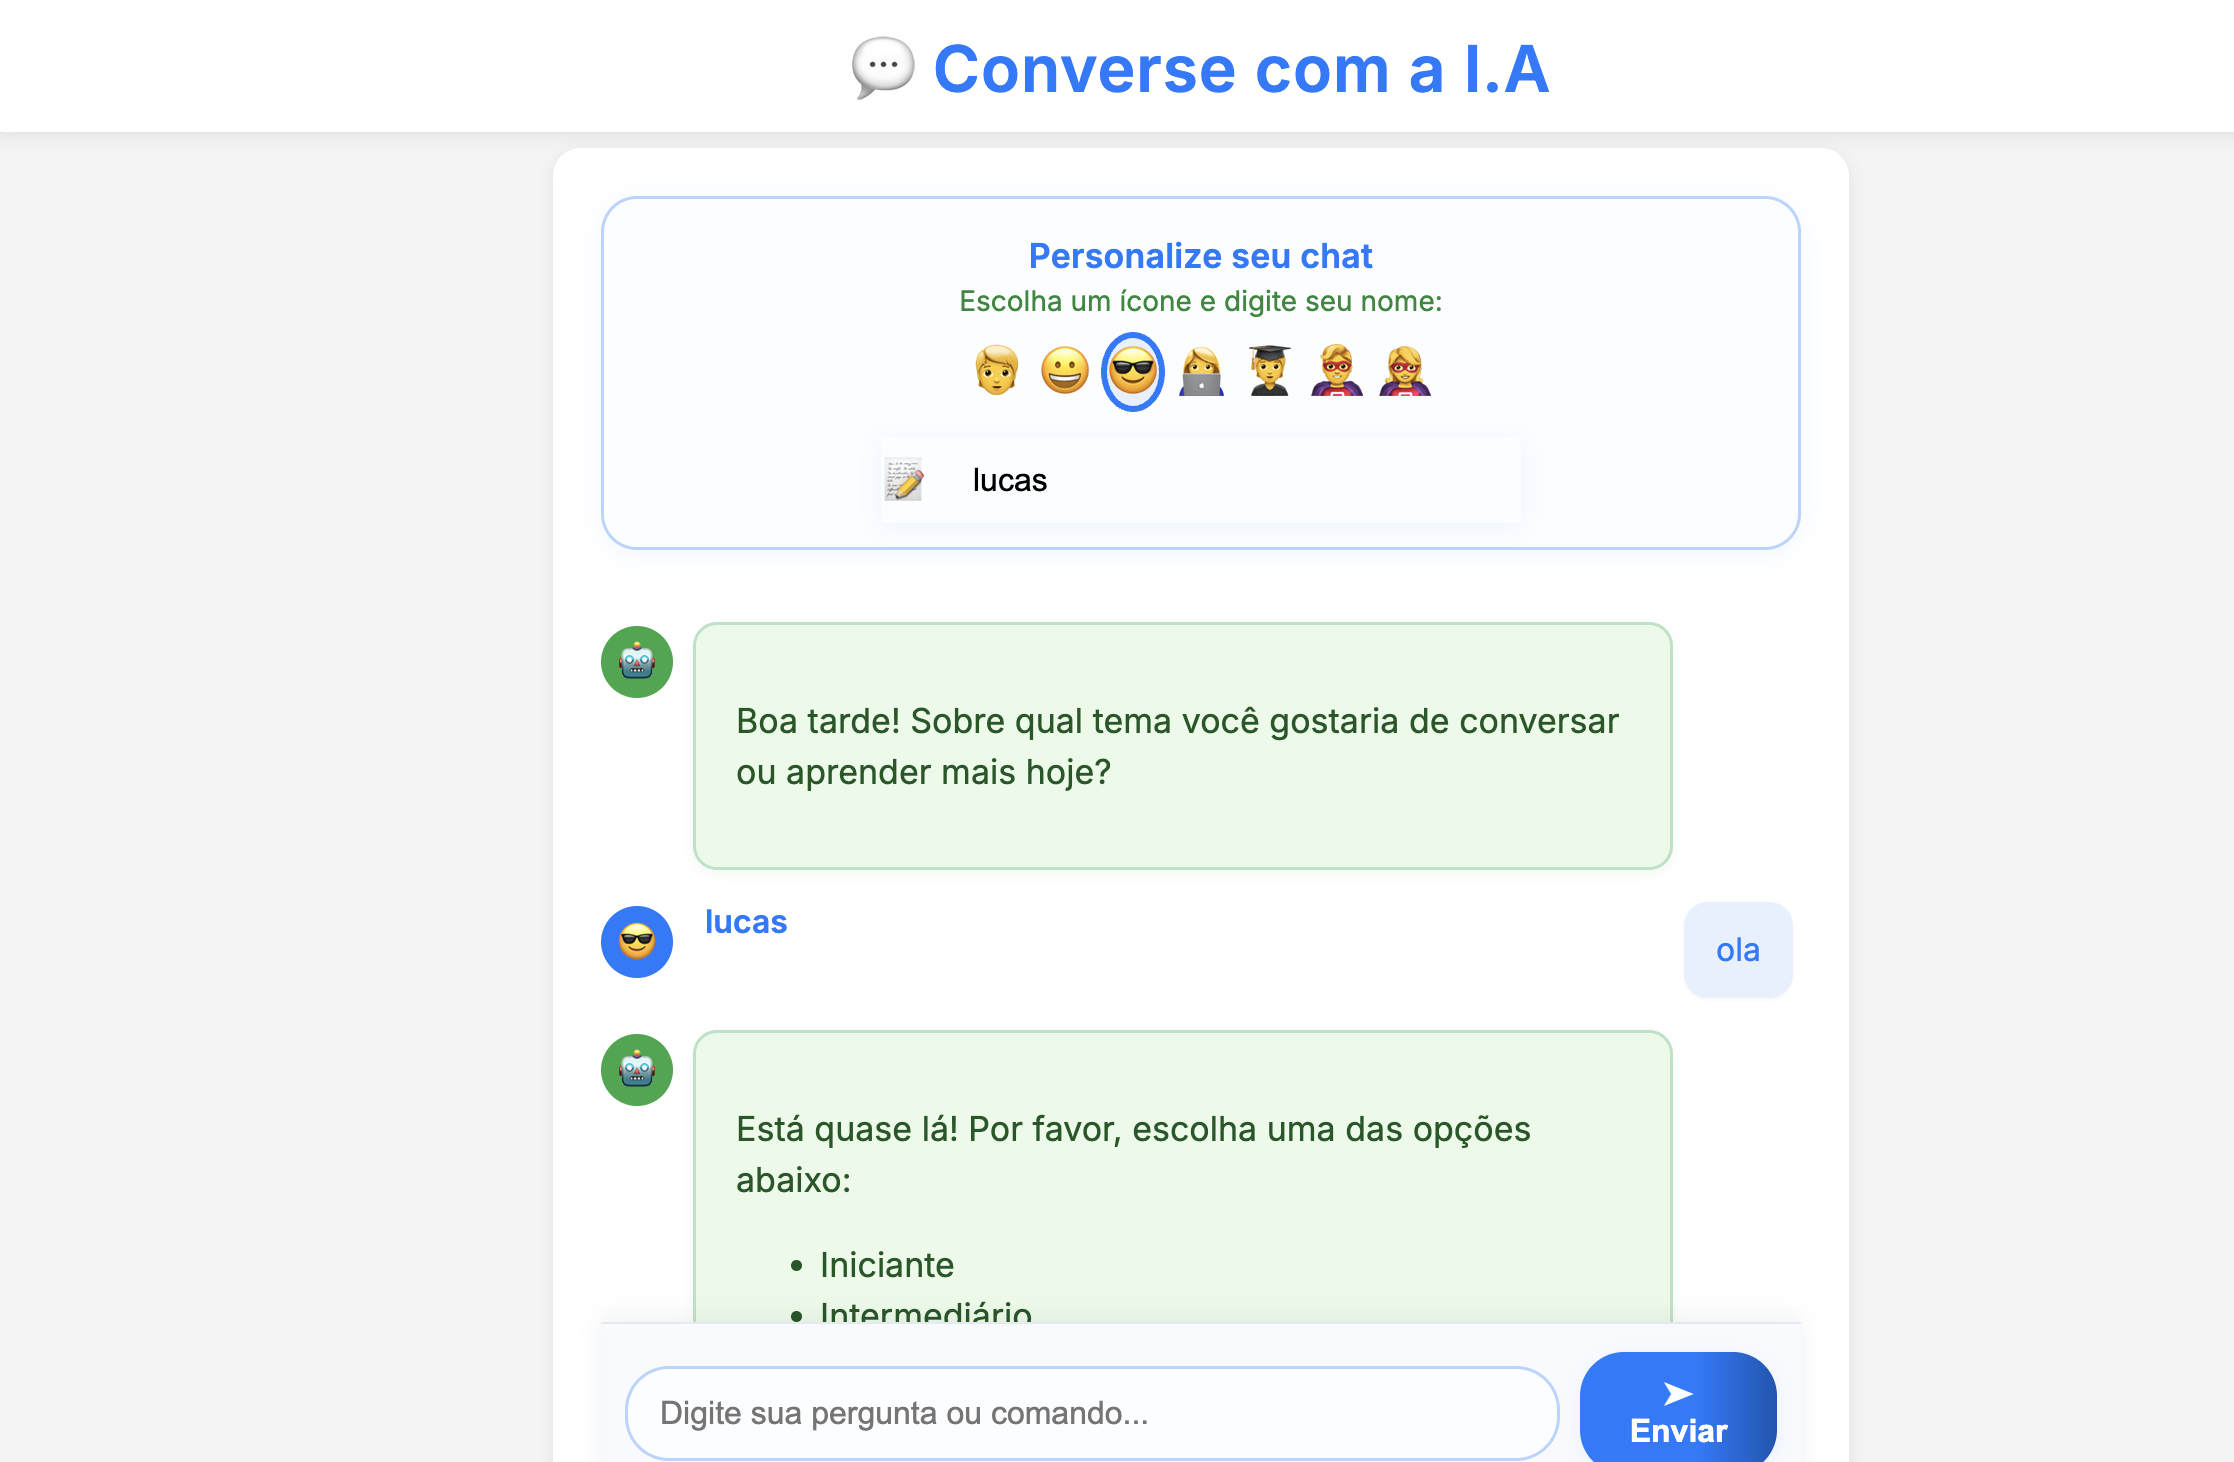 Converse com a I.A
Personalize seu chat
Escolha um ícone e digite seu nome:
lucas
Boa tarde! Sobre qual tema você gostaria de conversar
ou aprender mais hoje?
lucas
ola
Está quase lá! Por favor, escolha uma das opções
abaixo:
• Iniciante
• Intermediário
Digite sua pergunta ou comando...
➤
Enviar